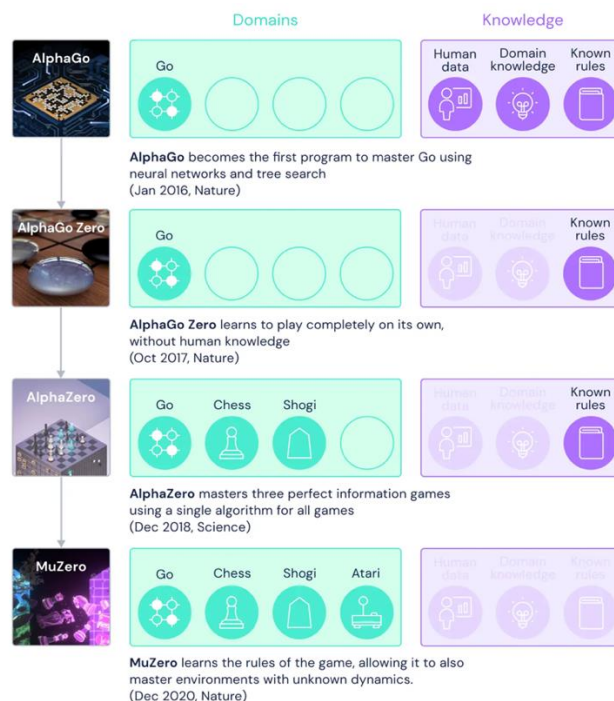 Domains
Knowledge
AlphaGo
Go
Human data
Domain knowledge
Known rules
AlphaGo becomes the first program to master Go using
neural networks and tree search
(Jan 2016, Nature)
AlphaGo Zero
Go
Human data
Domain knowledge
Known rules
AlphaGo Zero learns to play completely on its own,
without human knowledge
(Oct 2017, Nature)
AlphaZero
Go
Chess
Shogi
Human data
Domain knowledge
Known rules
AlphaZero masters three perfect information games
using a single algorithm for all games
(Dec 2018, Science)
MuZero
Go
Chess
Shogi
Atari
Human data
Domain knowledge
Known rules
MuZero learns the rules of the game, allowing it to also
master environments with unknown dynamics.
(Dec 2020, Nature)